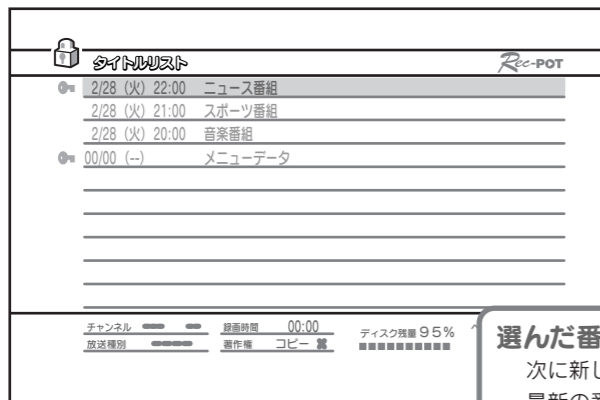 タイトルリスト
Rec-POT
2/28 (火) 22:00 ニュース番組
2/28 (火) 21:00 スポーツ番組
2/28 (火) 20:00 音楽番組
00/00 (--) メニューデータ
チャンネル 録画時間 00:00
放送種別 著作権 コピー ✖
ディスク残量 95%
選んだ番
次に新し
最新の番